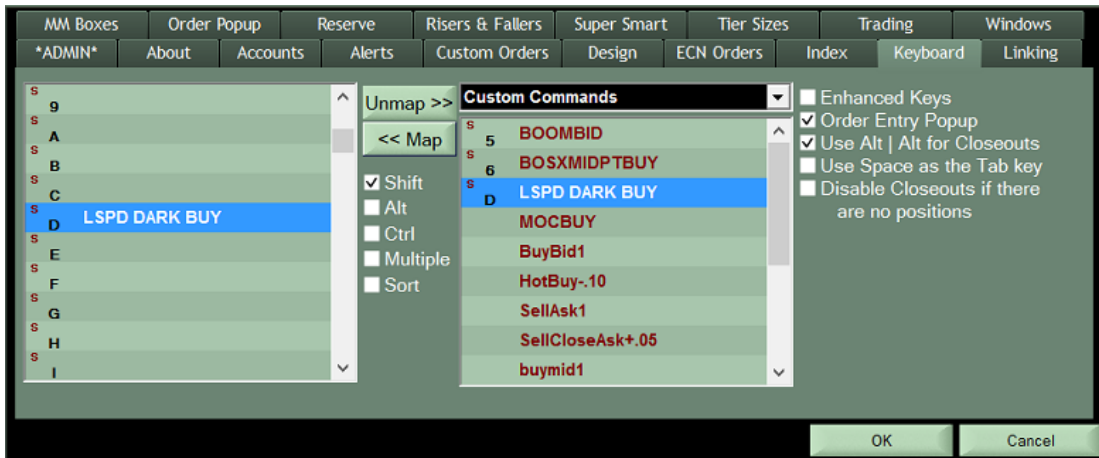 MM Boxes Order Popup Reserve Risers & Fallers Super Smart Tier Sizes Trading Windows
*ADMIN* About Accounts Alerts Custom Orders Design ECN Orders Index Keyboard Linking
S 9
S A
S B
S C
S D LSPD DARK BUY
S E
S F
S G
S H
S I
Unmap >>
<< Map
Shift
Alt
Ctrl
Multiple
Sort
Custom Commands
S 5 BOOMBID
S 6 BOSXMIDPTBUY
S D LSPD DARK BUY
MOCBUY
BuyBid1
HotBuy-.10
SellAsk1
SellCloseAsk+.05
buymid1
Enhanced Keys
Order Entry Popup
Use Alt | Alt for Closeouts
Use Space as the Tab key
Disable Closeouts if there
are no positions
OK Cancel